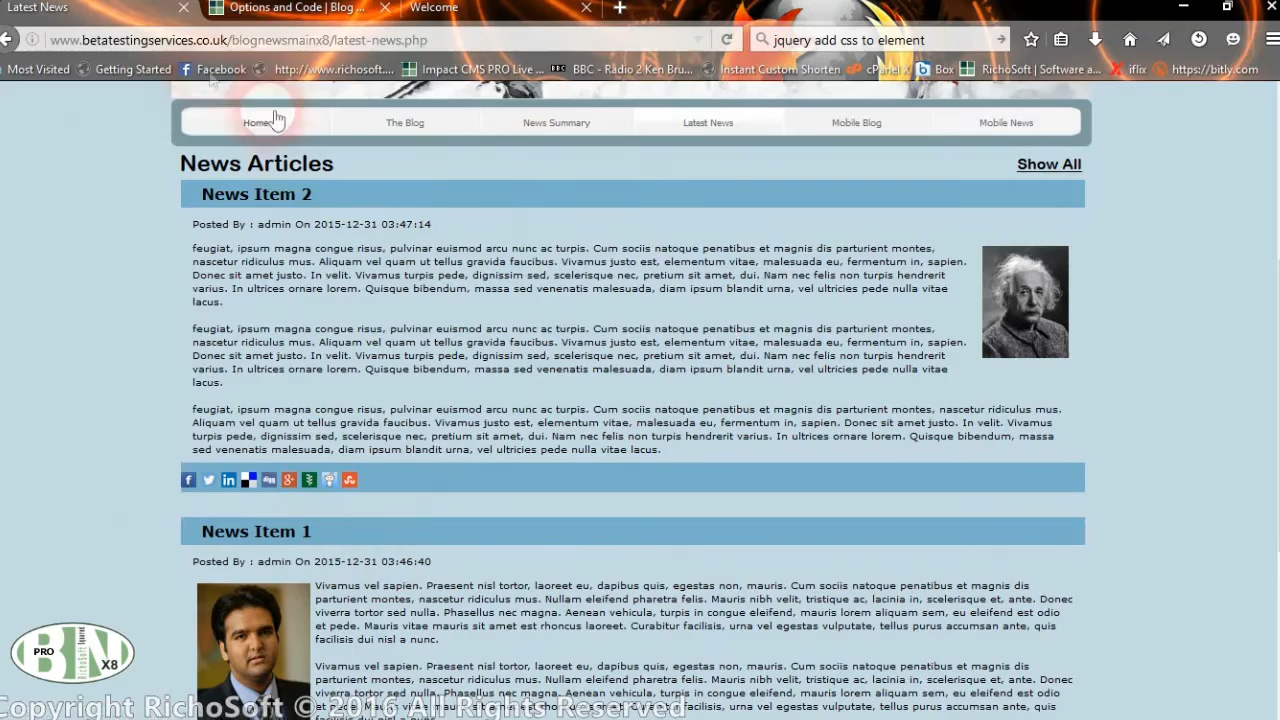 Latest News
Options and Code | Blog ...
Welcome
www.betatestingservices.co.uk/blognewsmainx8/latest-news.php
jquery add css to element
Most Visited
Getting Started
Facebook
http://www.richosoft....
Impact CMS PRO Live ...
BBC - Radio 2 Ken Bru...
Instant Custom Shorten
cPanel X
Box
RichoSoft | Software a...
iflix
https://bitly.com
Home
The Blog
News Summary
Latest News
Mobile Blog
Mobile News
News Articles
Show All
News Item 2
Posted By : admin On 2015-12-31 03:47:14
feugiat, ipsum magna congue risus, pulvinar euismod arcu nunc ac turpis. Cum sociis natoque penatibus et magnis dis parturient montes,
nascetur ridiculus mus. Aliquam vel quam ut tellus gravida faucibus. Vivamus justo est, elementum vitae, malesuada eu, fermentum in, sapien.
Donec sit amet justo. In velit. Vivamus turpis pede, dignissim sed, scelerisque nec, pretium sit amet, dui. Nam nec felis non turpis hendrerit
varius. In ultrices ornare lorem. Quisque bibendum, massa sed venenatis malesuada, diam ipsum blandit urna, vel ultricies pede nulla vitae
lacus.
feugiat, ipsum magna congue risus, pulvinar euismod arcu nunc ac turpis. Cum sociis natoque penatibus et magnis dis parturient montes,
nascetur ridiculus mus. Aliquam vel quam ut tellus gravida faucibus. Vivamus justo est, elementum vitae, malesuada eu, fermentum in, sapien.
Donec sit amet justo. In velit. Vivamus turpis pede, dignissim sed, scelerisque nec, pretium sit amet, dui. Nam nec felis non turpis hendrerit
varius. In ultrices ornare lorem. Quisque bibendum, massa sed venenatis malesuada, diam ipsum blandit urna, vel ultricies pede nulla vitae
lacus.
feugiat, ipsum magna congue risus, pulvinar euismod arcu nunc ac turpis. Cum sociis natoque penatibus et magnis dis parturient montes, nascetur ridiculus mus.
Aliquam vel quam ut tellus gravida faucibus. Vivamus justo est, elementum vitae, malesuada eu, fermentum in, sapien. Donec sit amet justo. In velit. Vivamus
turpis pede, dignissim sed, scelerisque nec, pretium sit amet, dui. Nam nec felis non turpis hendrerit varius. In ultrices ornare lorem. Quisque bibendum, massa
sed venenatis malesuada, diam ipsum blandit urna, vel ultricies pede nulla vitae lacus.
News Item 1
Posted By : admin On 2015-12-31 03:46:40
Vivamus vel sapien. Praesent nisl tortor, laoreet eu, dapibus quis, egestas non, mauris. Cum sociis natoque penatibus et magnis dis
parturient montes, nascetur ridiculus mus. Nullam eleifend pharetra felis. Mauris nibh velit, tristique ac, lacinia in, scelerisque et, ante. Donec
viverra tortor sed nulla. Phasellus nec magna. Aenean vehicula, turpis in congue eleifend, mauris lorem aliquam sem, eu eleifend est odio
et pede. Mauris vitae mauris sit amet est rhoncus laoreet. Curabitur facilisis, urna vel egestas vulputate, tellus purus accumsan ante, quis
facilisis dui nisl a nunc.
Vivamus vel sapien. Praesent nisl tortor, laoreet eu, dapibus quis, egestas non, mauris. Cum sociis natoque penatibus et magnis dis
parturient montes, nascetur ridiculus mus. Nullam eleifend pharetra felis. Mauris nibh velit, tristique ac, lacinia in, scelerisque et, ante. Donec
viverra tortor sed nulla. Phasellus nec magna. Aenean vehicula, turpis in congue eleifend, mauris lorem aliquam sem, eu eleifend est odio
et pede. Mauris vitae mauris sit amet est rhoncus laoreet. Curabitur facilisis, urna vel egestas vulputate, tellus purus accumsan ante, quis
BN PRO X8
Copyright RichoSoft © 2016 All Rights Reserved